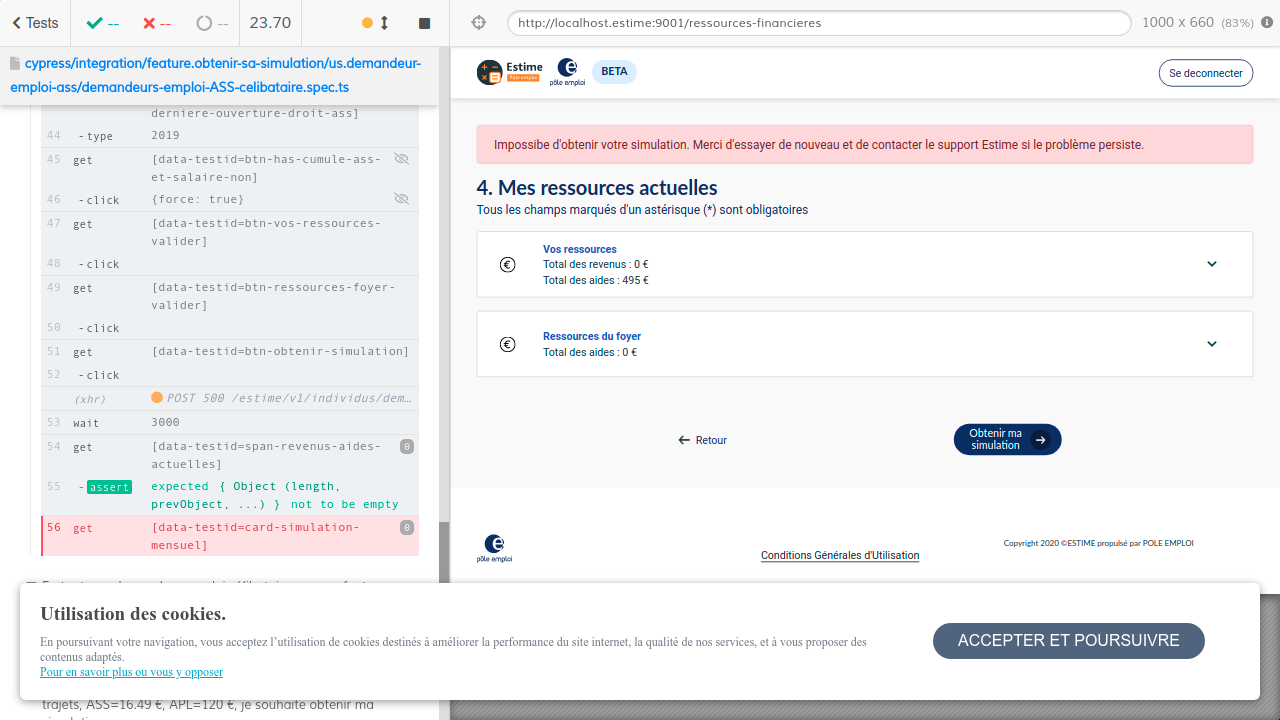 Tests
--
--
--
23.70
http://localhost.estime:9001/ressources-financieres
1000 x 660 (83%)
cypress/integration/feature.obtenir-sa-simulation/us.demandeur-
emploi-ass/demandeurs-emploi-ASS-celibataire.spec.ts
derniere-ouverture-droit-ass]
44 -type 2019
45 get [data-testid=btn-has-cumule-ass-
et-salaire-non]
46 -click {force: true}
47 get [data-testid=btn-vos-ressources-
valider]
48 -click
49 get [data-testid=btn-ressources-foyer-
valider]
50 -click
51 get [data-testid=btn-obtenir-simulation]
52 -click
(xhr) POST 500 /estime/v1/individus/dem…
53 wait 3000
54 get [data-testid=span-revenus-aides- 0
actuelles]
55 -assert expected { Object (length,
prevObject, ...) } not to be empty
56 get [data-testid=card-simulation- 0
mensuel]
trajets, ASS=16.49 €, APL=120 €, je souhaite obtenir ma
Estime
Pôle emploi
pôle emploi
BETA
Se deconnecter
Impossibe d'obtenir votre simulation. Merci d'essayer de nouveau et de contacter le support Estime si le problème persiste.
4. Mes ressources actuelles
Tous les champs marqués d'un astérisque (*) sont obligatoires
Vos ressources
Total des revenus : 0 €
Total des aides : 495 €
Ressources du foyer
Total des aides : 0 €
Retour
Obtenir ma
simulation
pôle emploi
Conditions Générales d'Utilisation
Copyright 2020 ©ESTIME propulsé par POLE EMPLOI
Utilisation des cookies.
En poursuivant votre navigation, vous acceptez l’utilisation de cookies destinés à améliorer la performance du site internet, la qualité de nos services, et à vous proposer des
contenus adaptés.
Pour en savoir plus ou vous y opposer
ACCEPTER ET POURSUIVRE